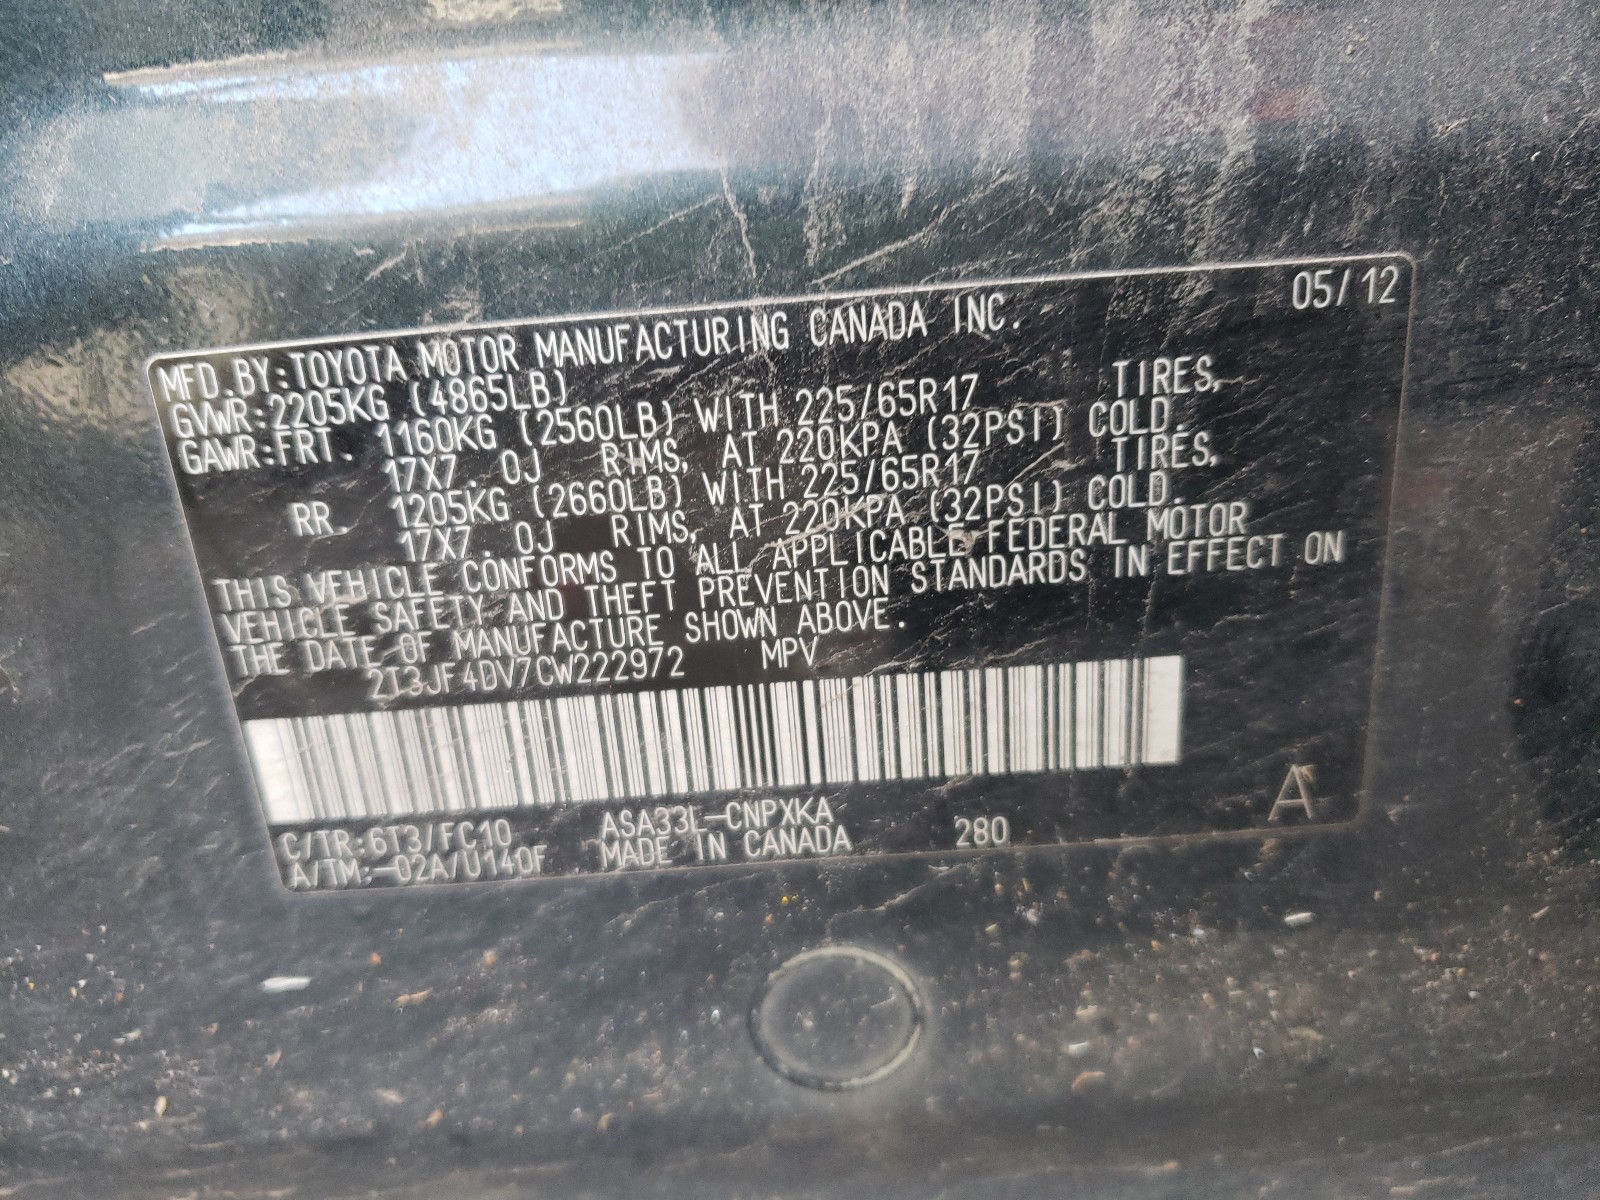 05/12
MFD.BY:TOYOTA MOTOR MANUFACTURING CANADA INC.
GVWR:2205KG (4865LB)
GAWR:FRT. 1160KG (2560LB) WITH 225/65R17 TIRES,
17X7.0J RIMS, AT 220KPA (32PSI) COLD.
RR. 1205KG (2660LB) WITH 225/65R17 TIRES,
17X7.0J RIMS, AT 220KPA (32PSI) COLD.
THIS VEHICLE CONFORMS TO ALL APPLICABLE FEDERAL MOTOR
VEHICLE SAFETY AND THEFT PREVENTION STANDARDS IN EFFECT ON
THE DATE OF MANUFACTURE SHOWN ABOVE.
2T3JF4DV7CW222972 MPV
C/TR:6T3/FC10 ASA33L-CNPXKA 280 A
A/TM:-02A/U140F MADE IN CANADA